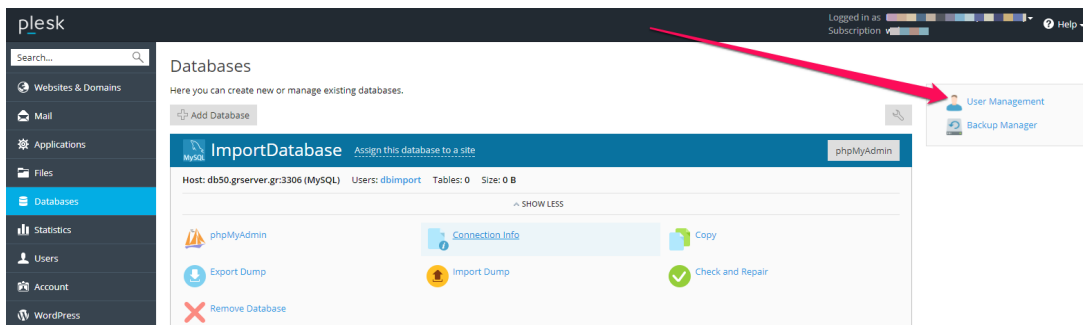 plesk
Logged in as
Subscription w
Help
Search...
Websites & Domains
Mail
Applications
Files
Databases
Statistics
Users
Account
WordPress
Databases
Here you can create new or manage existing databases.
Add Database
MySQL ImportDatabase Assign this database to a site phpMyAdmin
Host: db50.grserver.gr:3306 (MySQL) Users: dbimport Tables: 0 Size: 0 B
SHOW LESS
phpMyAdmin Connection Info Copy
Export Dump Import Dump Check and Repair
Remove Database
User Management
Backup Manager